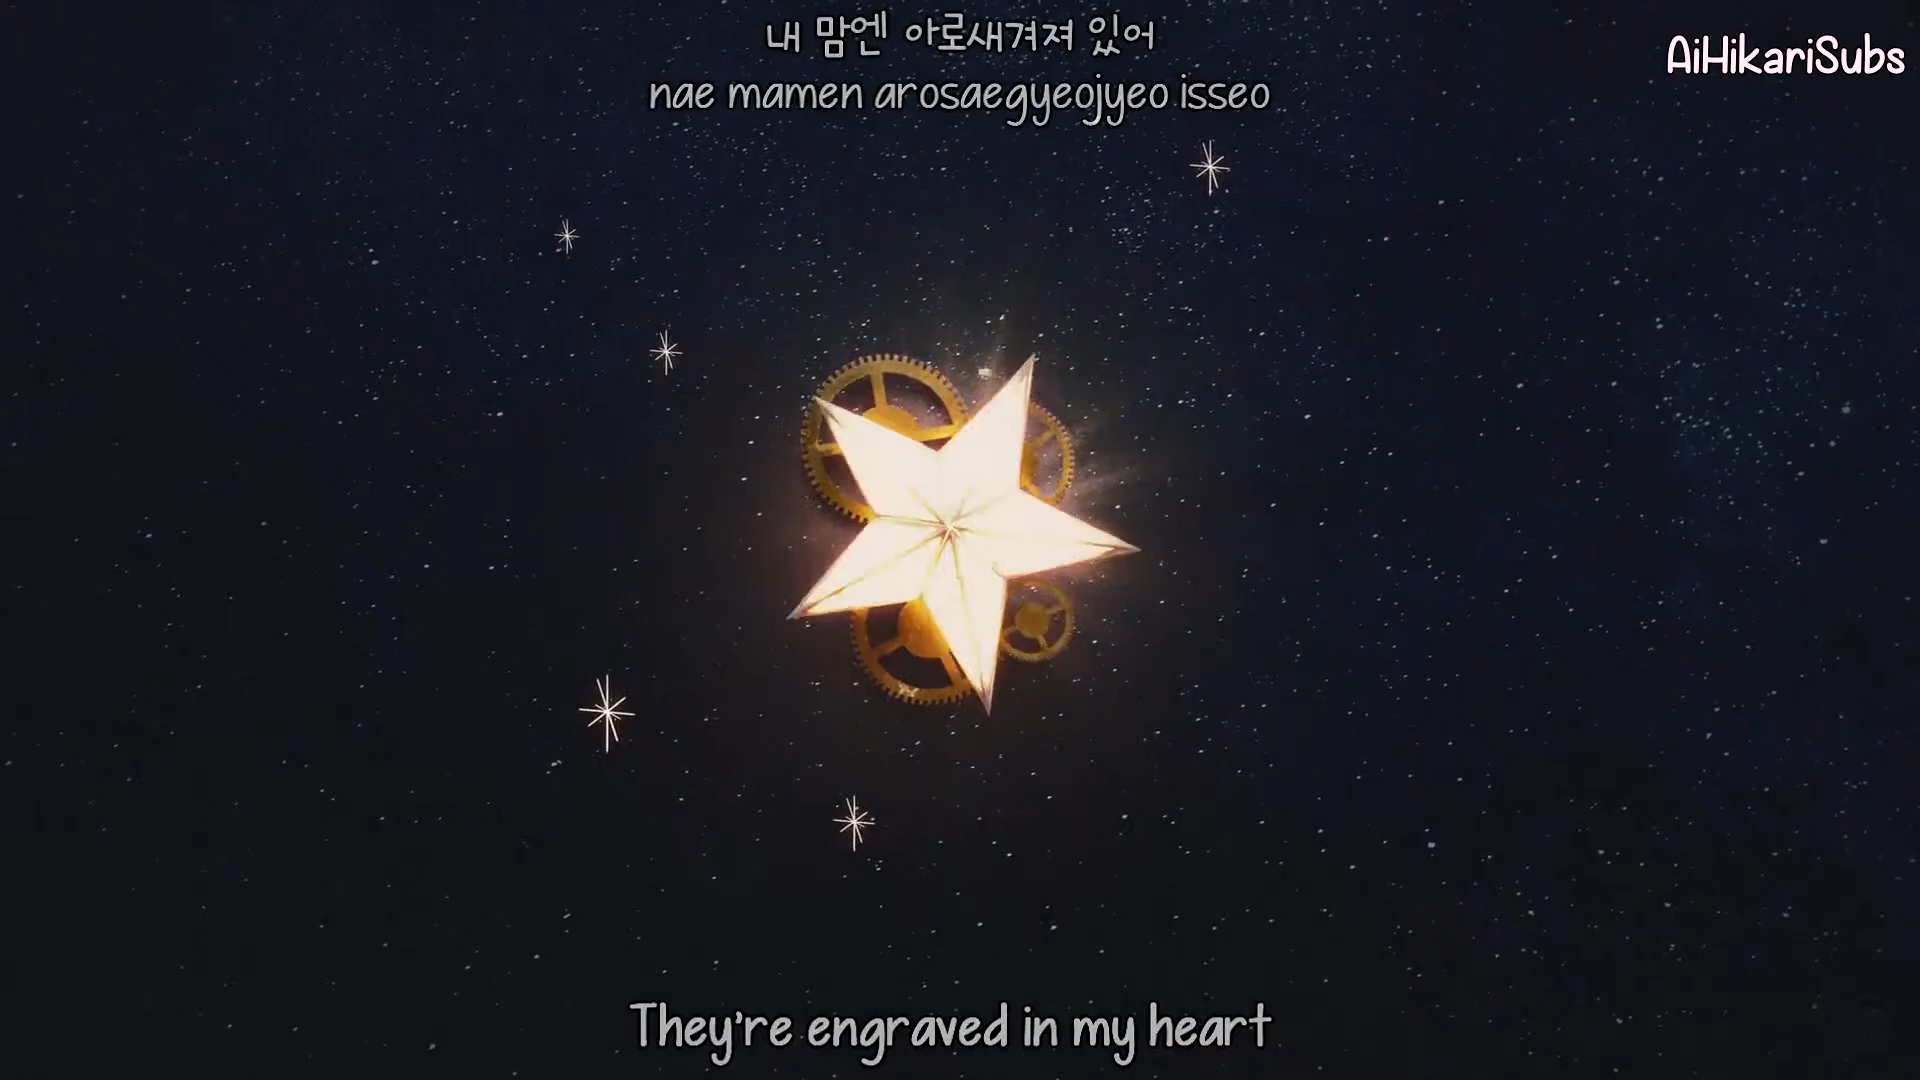 내 맘엔 아로새겨져 있어
nae mamen arosaegyeojyeo isseo
AiHikariSubs
They're engraved in my heart